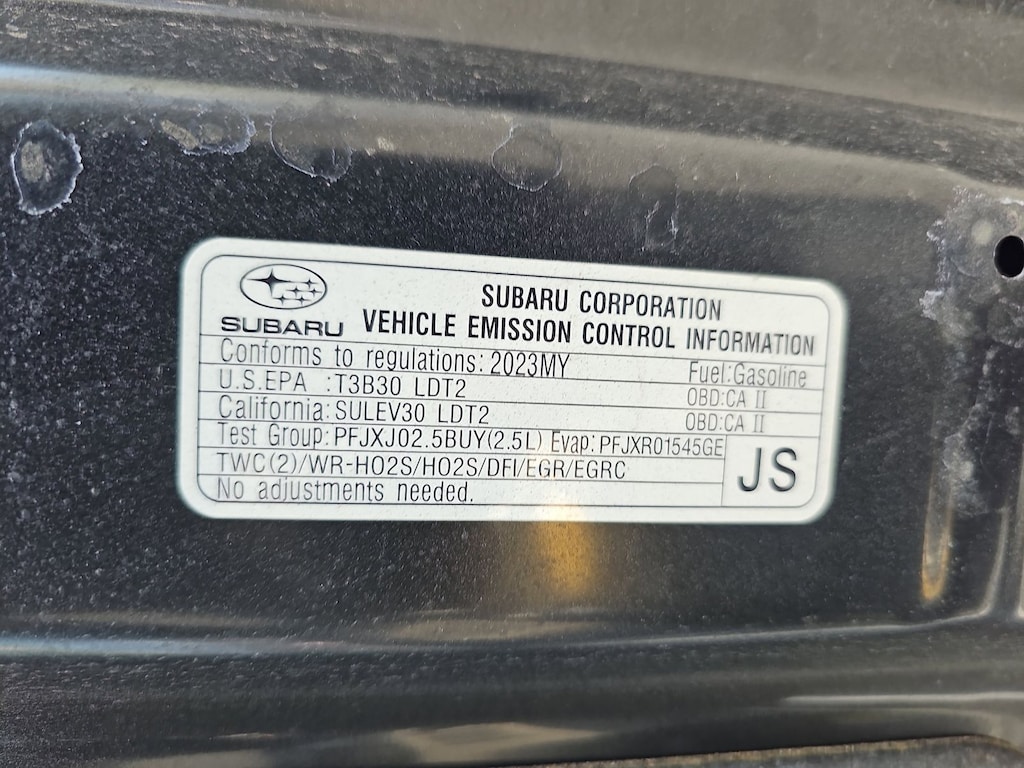 SUBARU CORPORATION
SUBARU VEHICLE EMISSION CONTROL INFORMATION
Conforms to regulations: 2023MY Fuel:Gasoline
U.S.EPA :T3B30 LDT2 OBD:CA II
California:SULEV30 LDT2 OBD:CA II
Test Group:PFJXJ02.5BUY(2.5L) Evap:PFJXR01545GE
TWC(2)/WR-HO2S/HO2S/DFI/EGR/EGRC
JS
No adjustments needed.